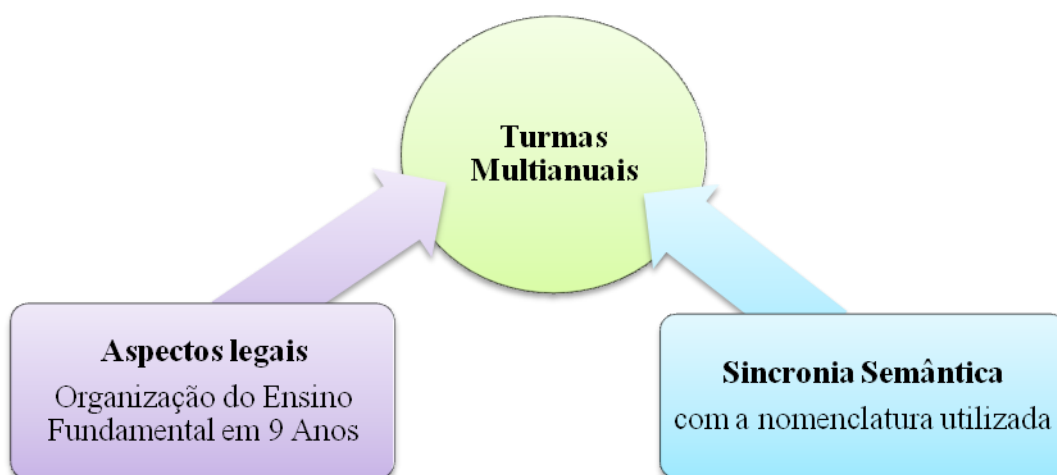 Turmas
Multianuais
Aspectos legais
Organização do Ensino
Fundamental em 9 Anos
Sincronia Semântica
com a nomenclatura utilizada